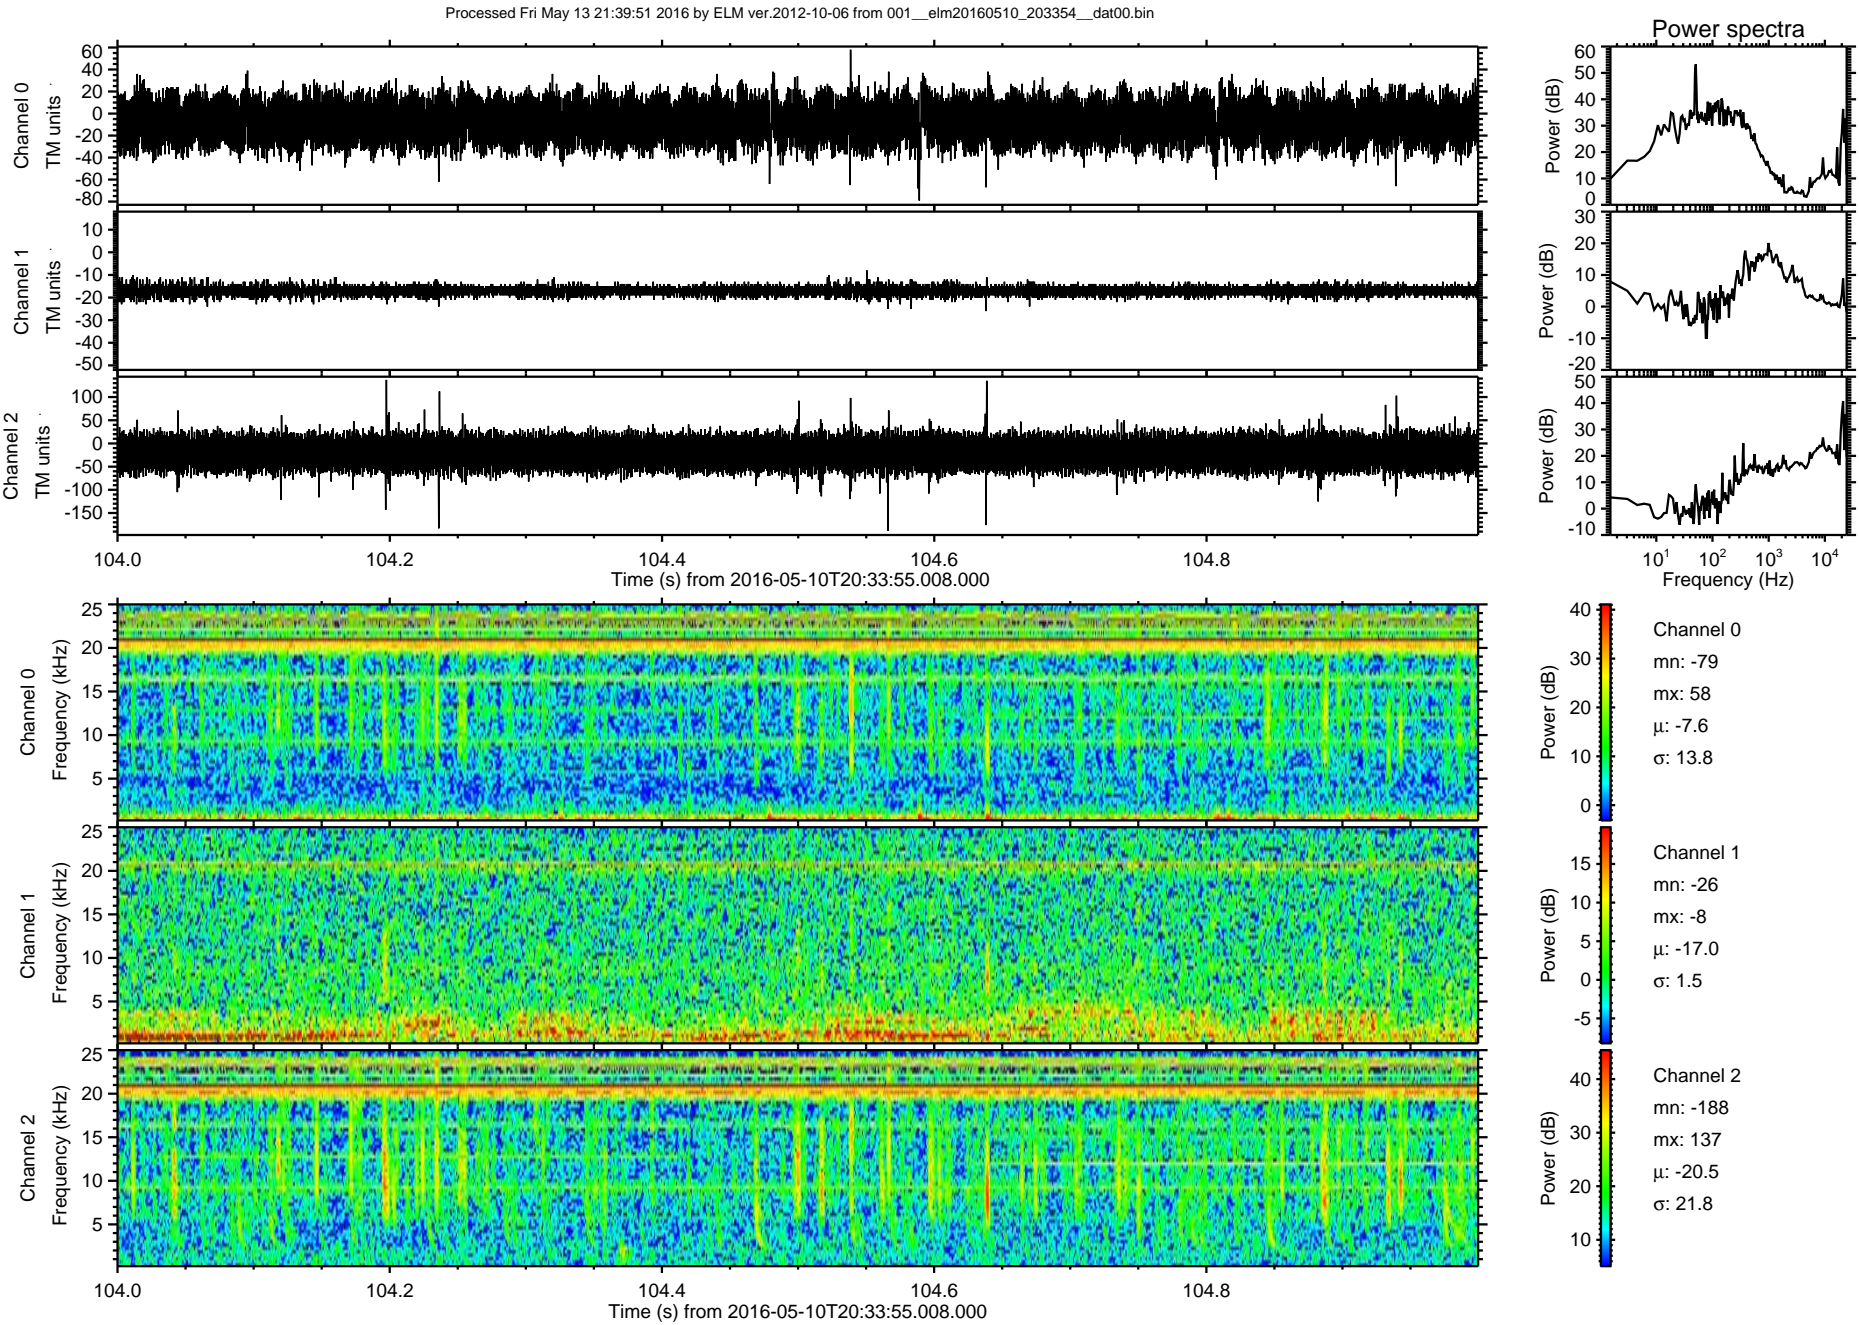 Processed Fri May 13 21:39:51 2016 by ELM ver.2012-10-06 from 001__elm20160510_203354__dat00.bin
Power spectra
Channel 0
TM units
60
40
20
0
-20
-40
-60
-80
Power (dB)
60
50
40
30
20
10
0
Channel 1
TM units
10
0
-10
-20
-30
-40
-50
Power (dB)
30
20
10
0
-10
-20
Channel 2
TM units
100
50
0
-50
-100
-150
Power (dB)
50
40
30
20
10
0
-10
104.0 104.2 104.4 104.6 104.8
Time (s) from 2016-05-10T20:33:55.008.000
10¹ 10² 10³ 10⁴
Frequency (Hz)
Channel 0
Frequency (kHz)
25
20
15
10
5
Power (dB)
40
30
20
10
0
Channel 0
mn: -79
mx: 58
μ: -7.6
σ: 13.8
Channel 1
Frequency (kHz)
25
20
15
10
5
Power (dB)
15
10
5
0
-5
Channel 1
mn: -26
mx: -8
μ: -17.0
σ: 1.5
Channel 2
Frequency (kHz)
25
20
15
10
5
Power (dB)
40
30
20
10
Channel 2
mn: -188
mx: 137
μ: -20.5
σ: 21.8
104.0 104.2 104.4 104.6 104.8
Time (s) from 2016-05-10T20:33:55.008.000